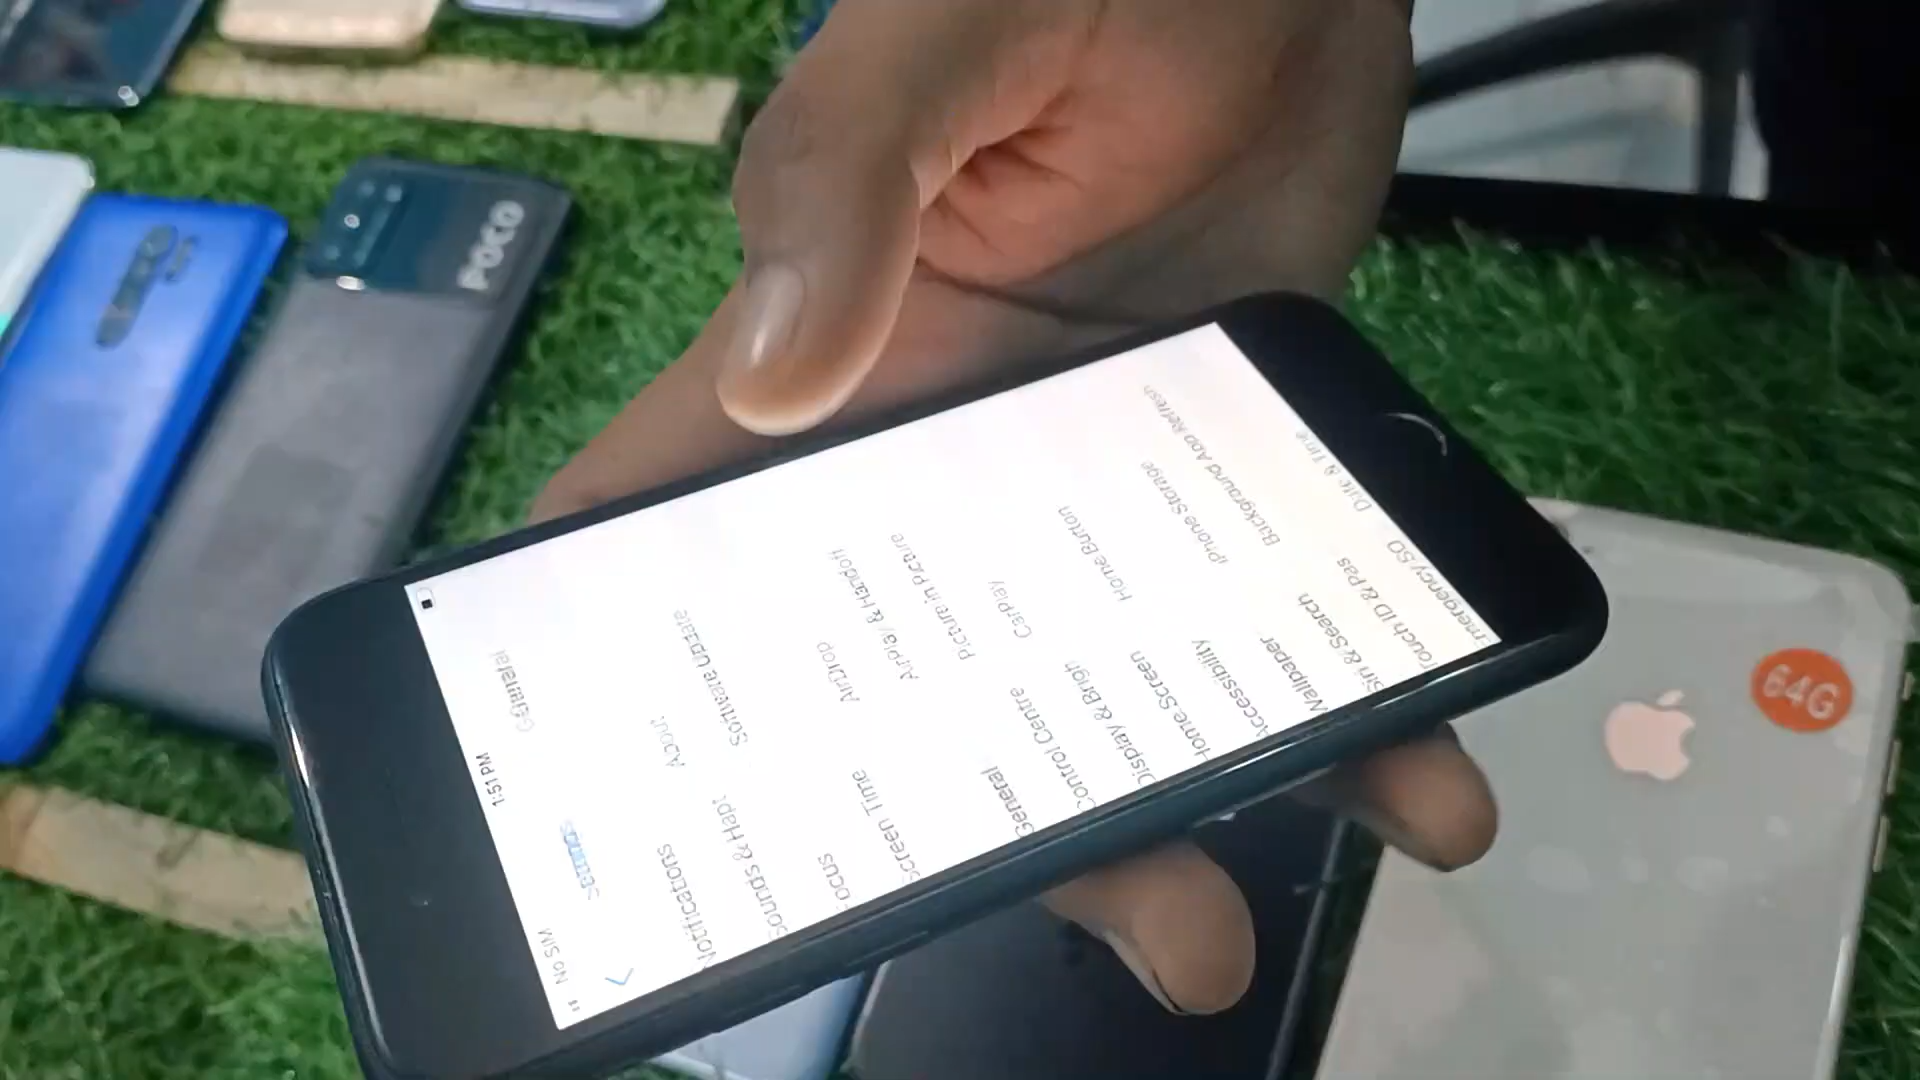 No SIM
1:51 PM
Settings
General
About
Software Update
AirDrop
AirPlay & Handoff
Picture in Picture
CarPlay
Home Button
iPhone Storage
Background App Refresh
Date & Time
Notifications
Sounds & Hapt
Focus
Screen Time
General
Control Centre
Display & Brigh
Home Screen
Accessibility
Wallpaper
Siri & Search
Touch ID & Pas
Emergency SO
POCO
64G